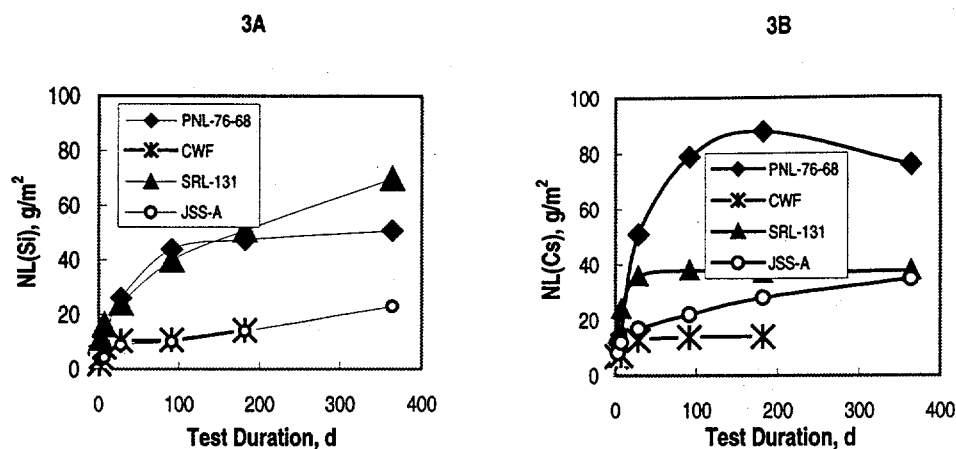 3A
NL(Si), g/m²
100
80
60
40
20
0
PNL-76-68
CWF
SRL-131
JSS-A
0 100 200 300 400
Test Duration, d
3B
NL(Cs), g/m²
100
80
60
40
20
0
PNL-76-68
CWF
SRL-131
JSS-A
0 100 200 300 400
Test Duration, d